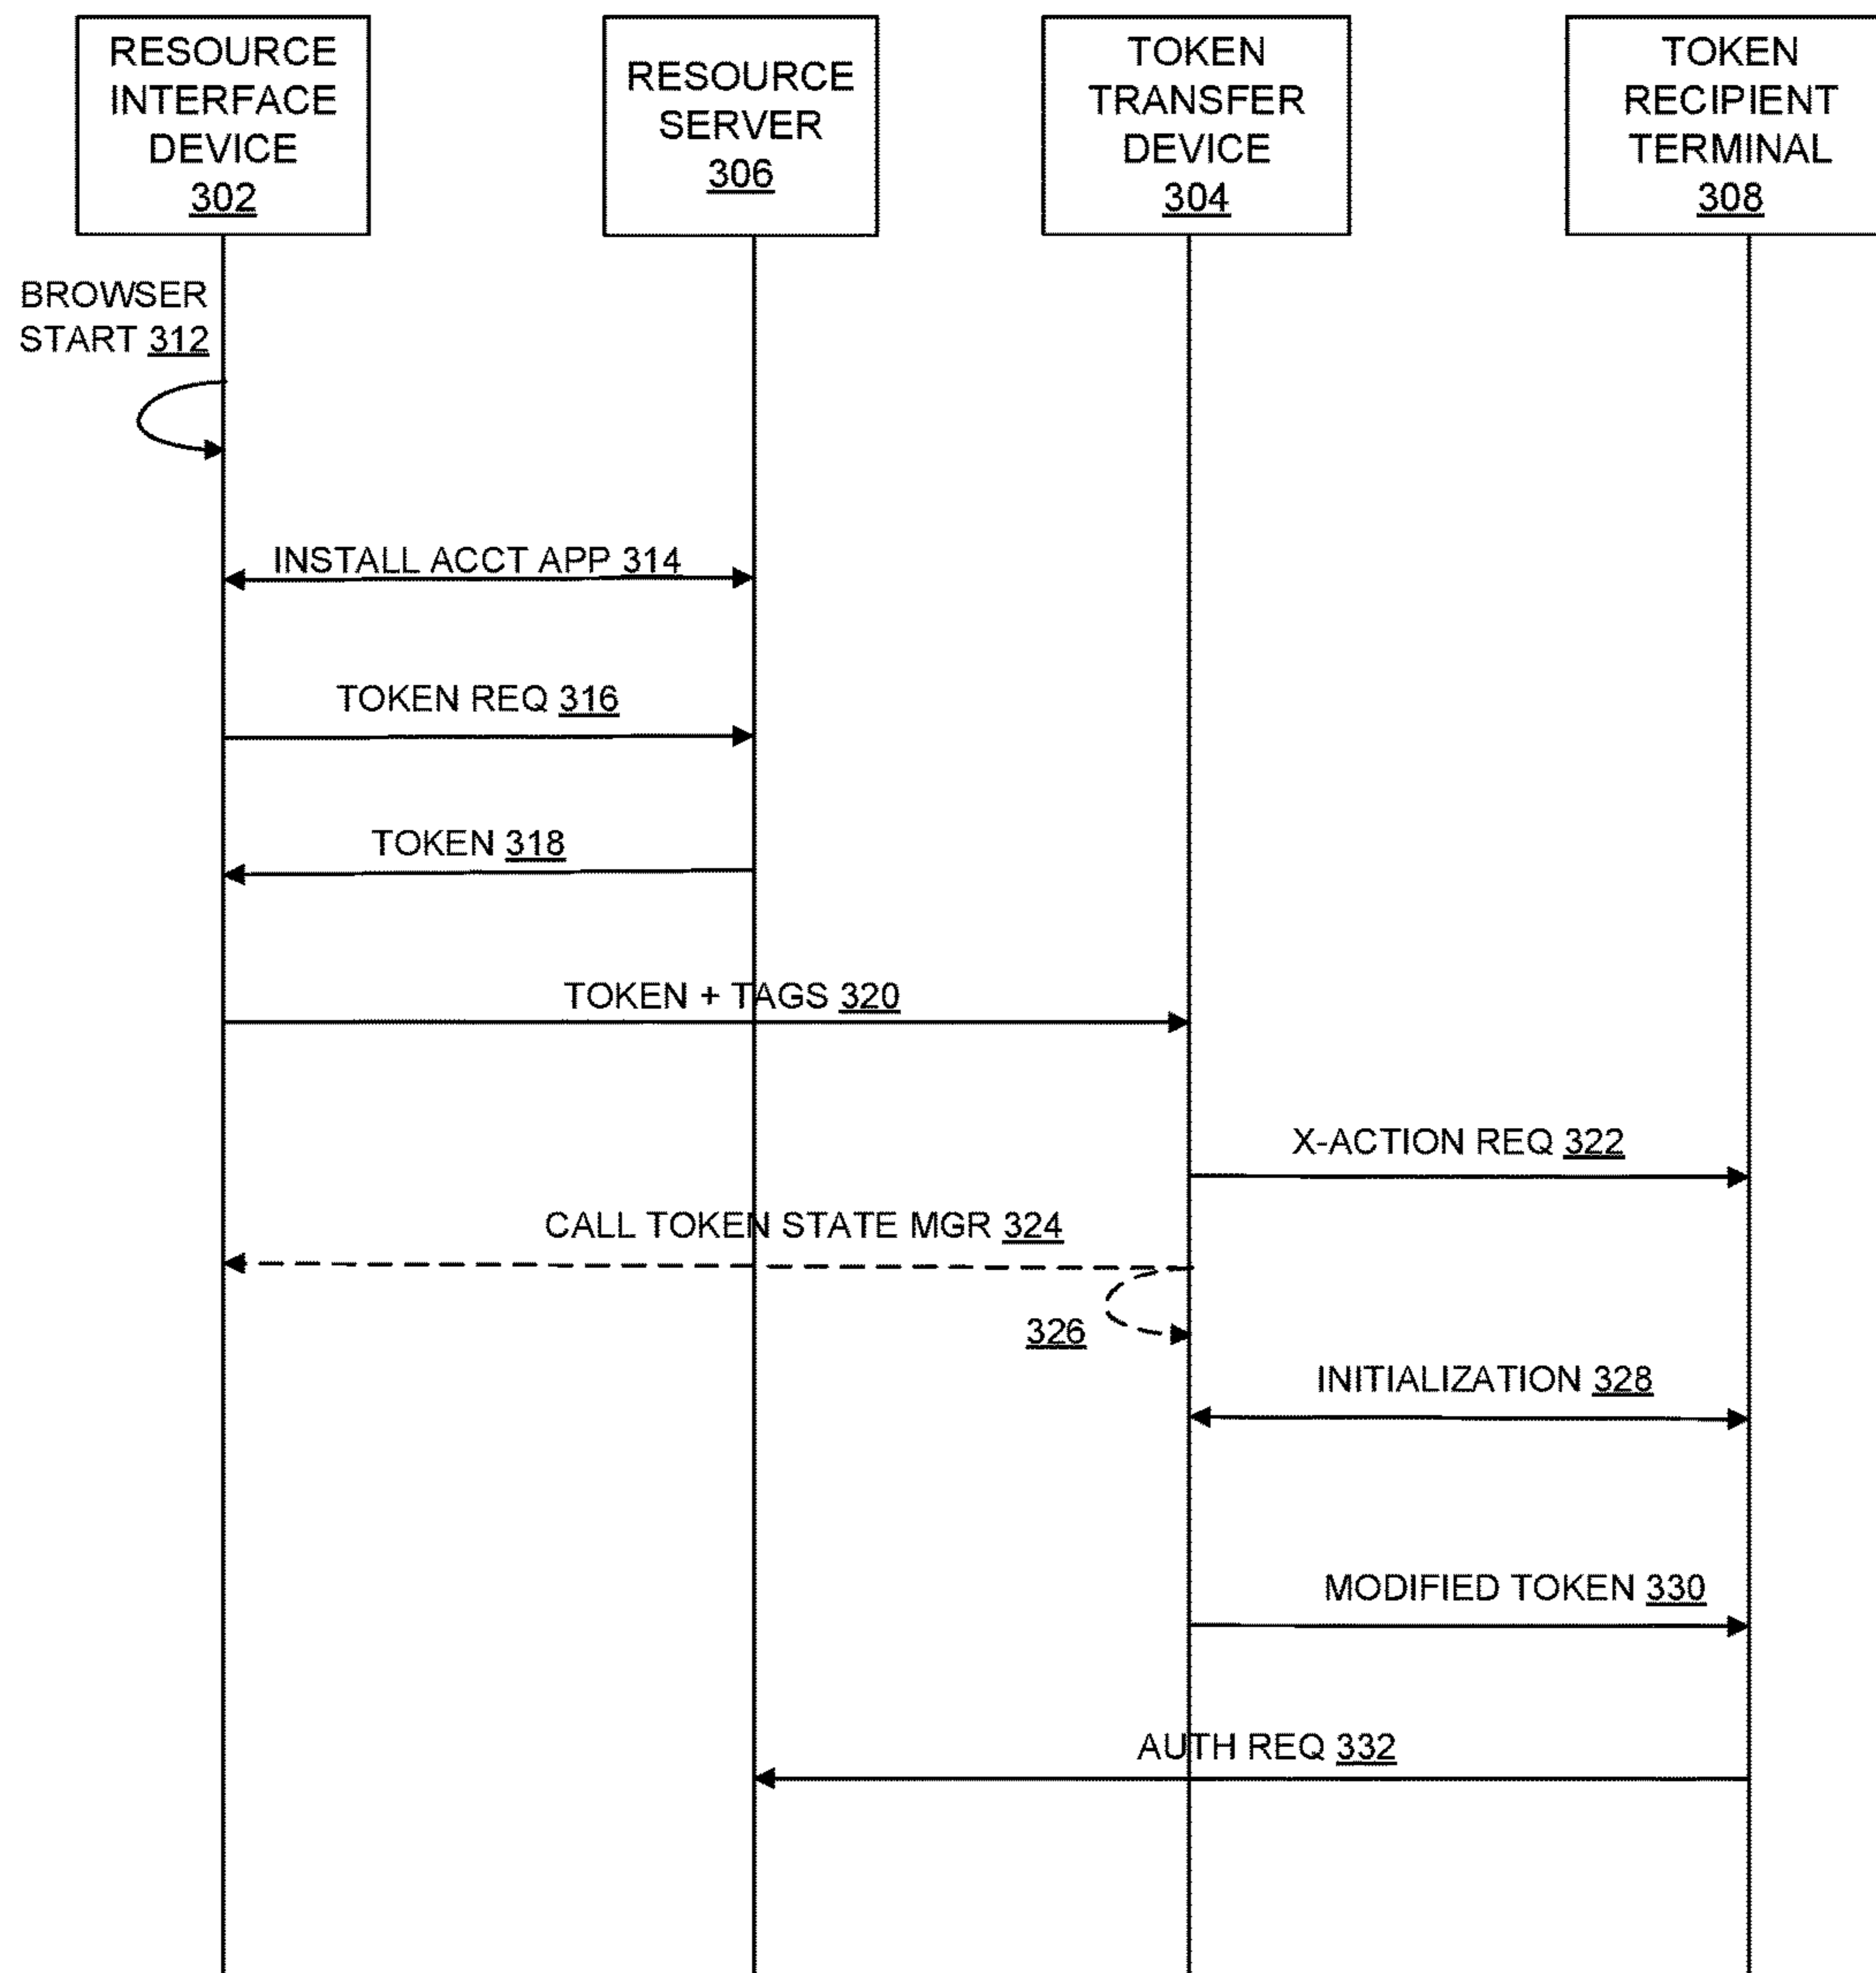 RESOURCE
INTERFACE
DEVICE
302
RESOURCE
SERVER
306
TOKEN
TRANSFER
DEVICE
304
TOKEN
RECIPIENT
TERMINAL
308
BROWSER
START 312
INSTALL ACCT APP 314
TOKEN REQ 316
TOKEN 318
TOKEN + TAGS 320
X-ACTION REQ 322
CALL TOKEN STATE MGR 324
326
INITIALIZATION 328
MODIFIED TOKEN 330
AUTH REQ 332